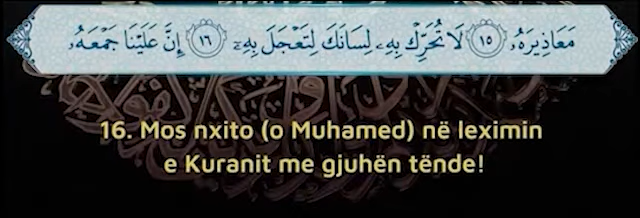 مَعَاذِيرَهُۥ ١٥ لَا تُحَرِّكْ بِهِۦ لِسَانَكَ لِتَعْجَلَ بِهِۦٓ ١٦ إِنَّ عَلَيْنَا جَمْعَهُۥ
16. Mos nxito (o Muhamed) në leximin
e Kuranit me gjuhën tënde!